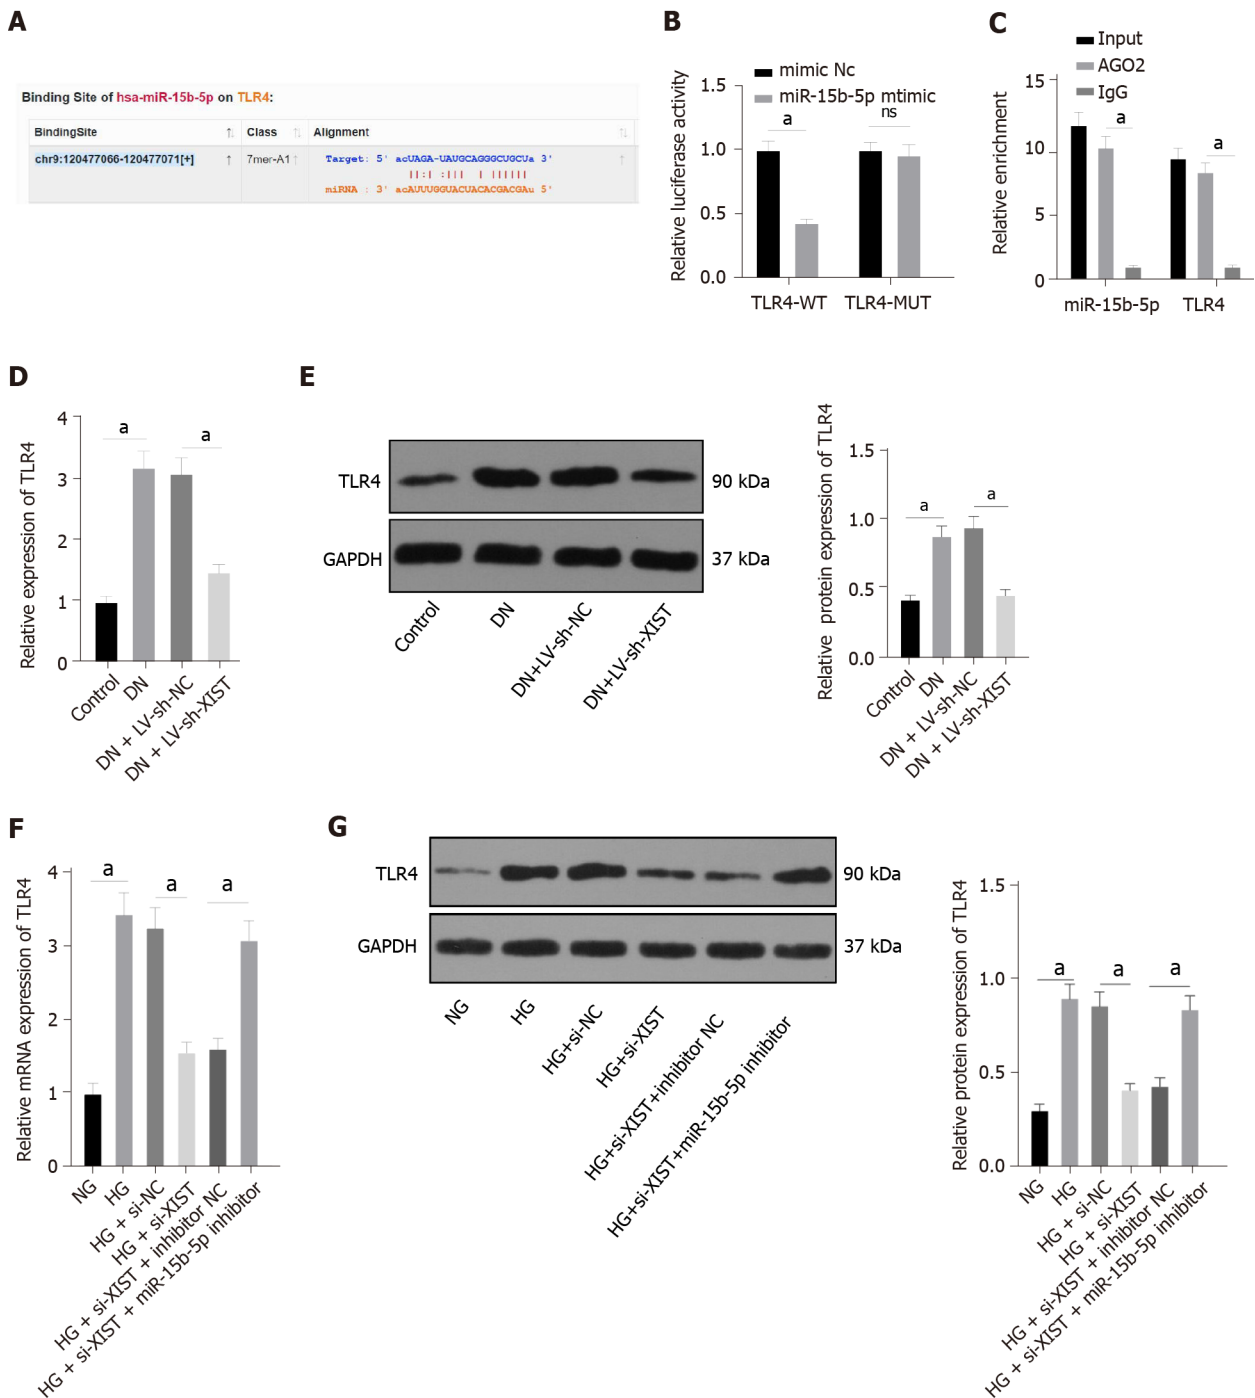 A
Binding Site of hsa-miR-15b-5p on TLR4:
BindingSite Class Alignment
chr9:120477066-120477071[+] 7mer-A1 Target: 5' acUAGA-UAUGCAGGGCUGCUa 3'
miRNA : 3' acAUUUGGUACUACACGACGAu 5'
B
mimic Nc
miR-15b-5p mtimic
Relative luciferase activity
1.5
1.0
0.5
0.0
a
ns
TLR4-WT TLR4-MUT
C
Input
AGO2
IgG
Relative enrichment
15
10
5
0
a
a
miR-15b-5p TLR4
D
Relative expression of TLR4
4
3
2
1
0
a
a
Control
DN
DN + LV-sh-NC
DN + LV-sh-XIST
E
TLR4 90 kDa
GAPDH 37 kDa
Control
DN
DN+LV-sh-NC
DN+LV-sh-XIST
Relative protein expression of TLR4
1.5
1.0
0.5
0.0
a
a
Control
DN
DN + LV-sh-NC
DN + LV-sh-XIST
F
Relative mRNA expression of TLR4
4
3
2
1
0
a
a
a
NG
HG
HG + si-NC
HG + si-XIST
HG + si-XIST + inhibitor NC
HG + si-XIST + miR-15b-5p inhibitor
G
TLR4 90 kDa
GAPDH 37 kDa
NG
HG
HG+si-NC
HG+si-XIST
HG+si-XIST+inhibitor NC
HG+si-XIST+miR-15b-5p inhibitor
Relative protein expression of TLR4
1.5
1.0
0.5
0.0
a
a
a
NG
HG
HG + si-NC
HG + si-XIST
HG + si-XIST + inhibitor NC
HG + si-XIST + miR-15b-5p inhibitor